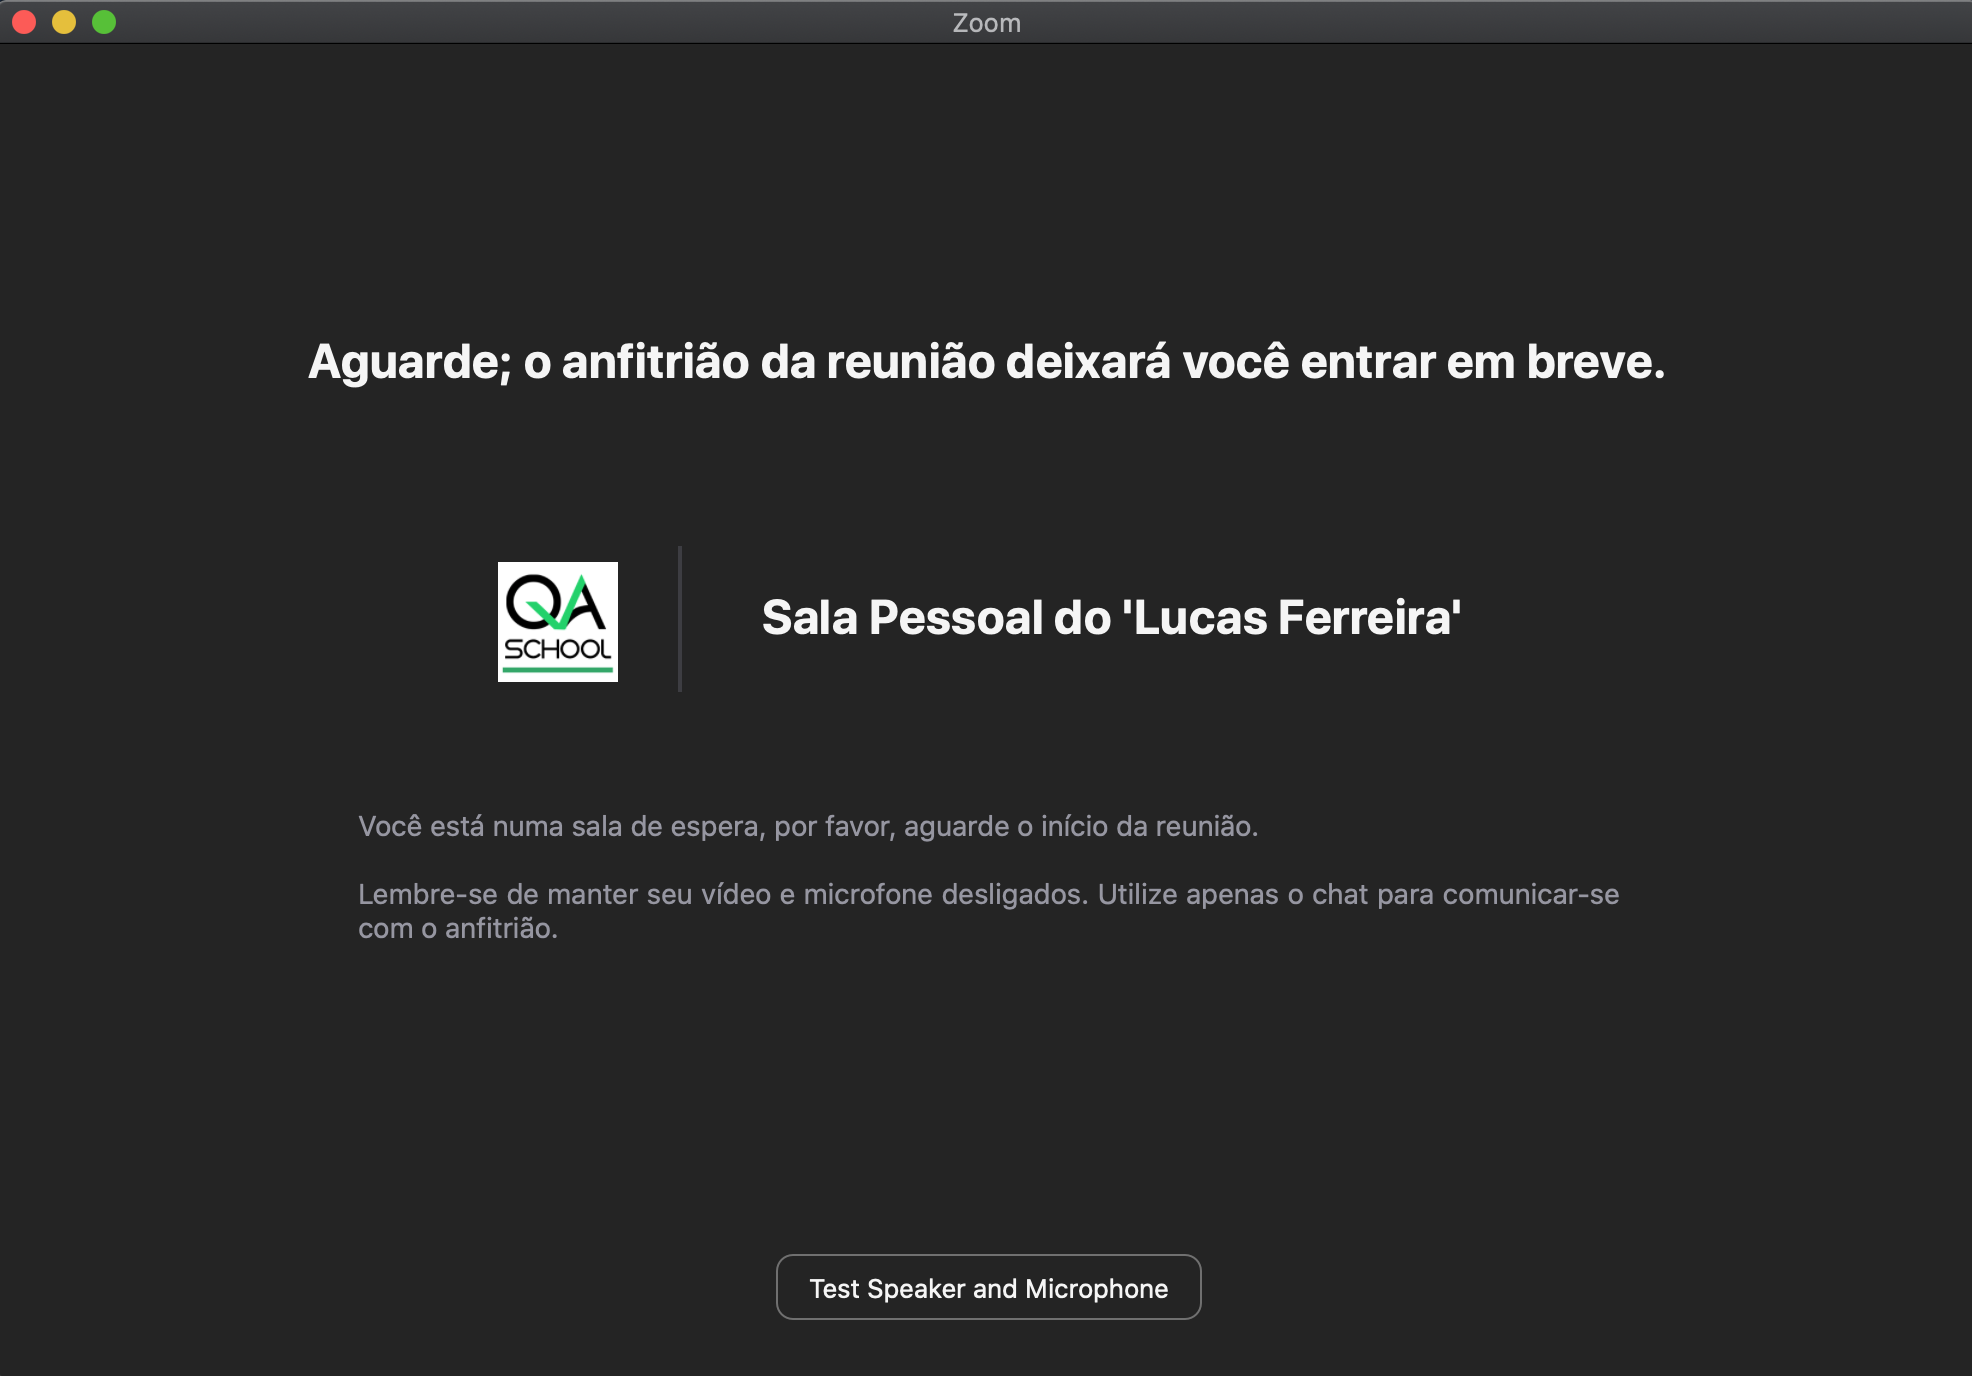 Zoom
Aguarde; o anfitrião da reunião deixará você entrar em breve.
QA
SCHOOL
Sala Pessoal do 'Lucas Ferreira'
Você está numa sala de espera, por favor, aguarde o início da reunião.
Lembre-se de manter seu vídeo e microfone desligados. Utilize apenas o chat para comunicar-se
com o anfitrião.
Test Speaker and Microphone